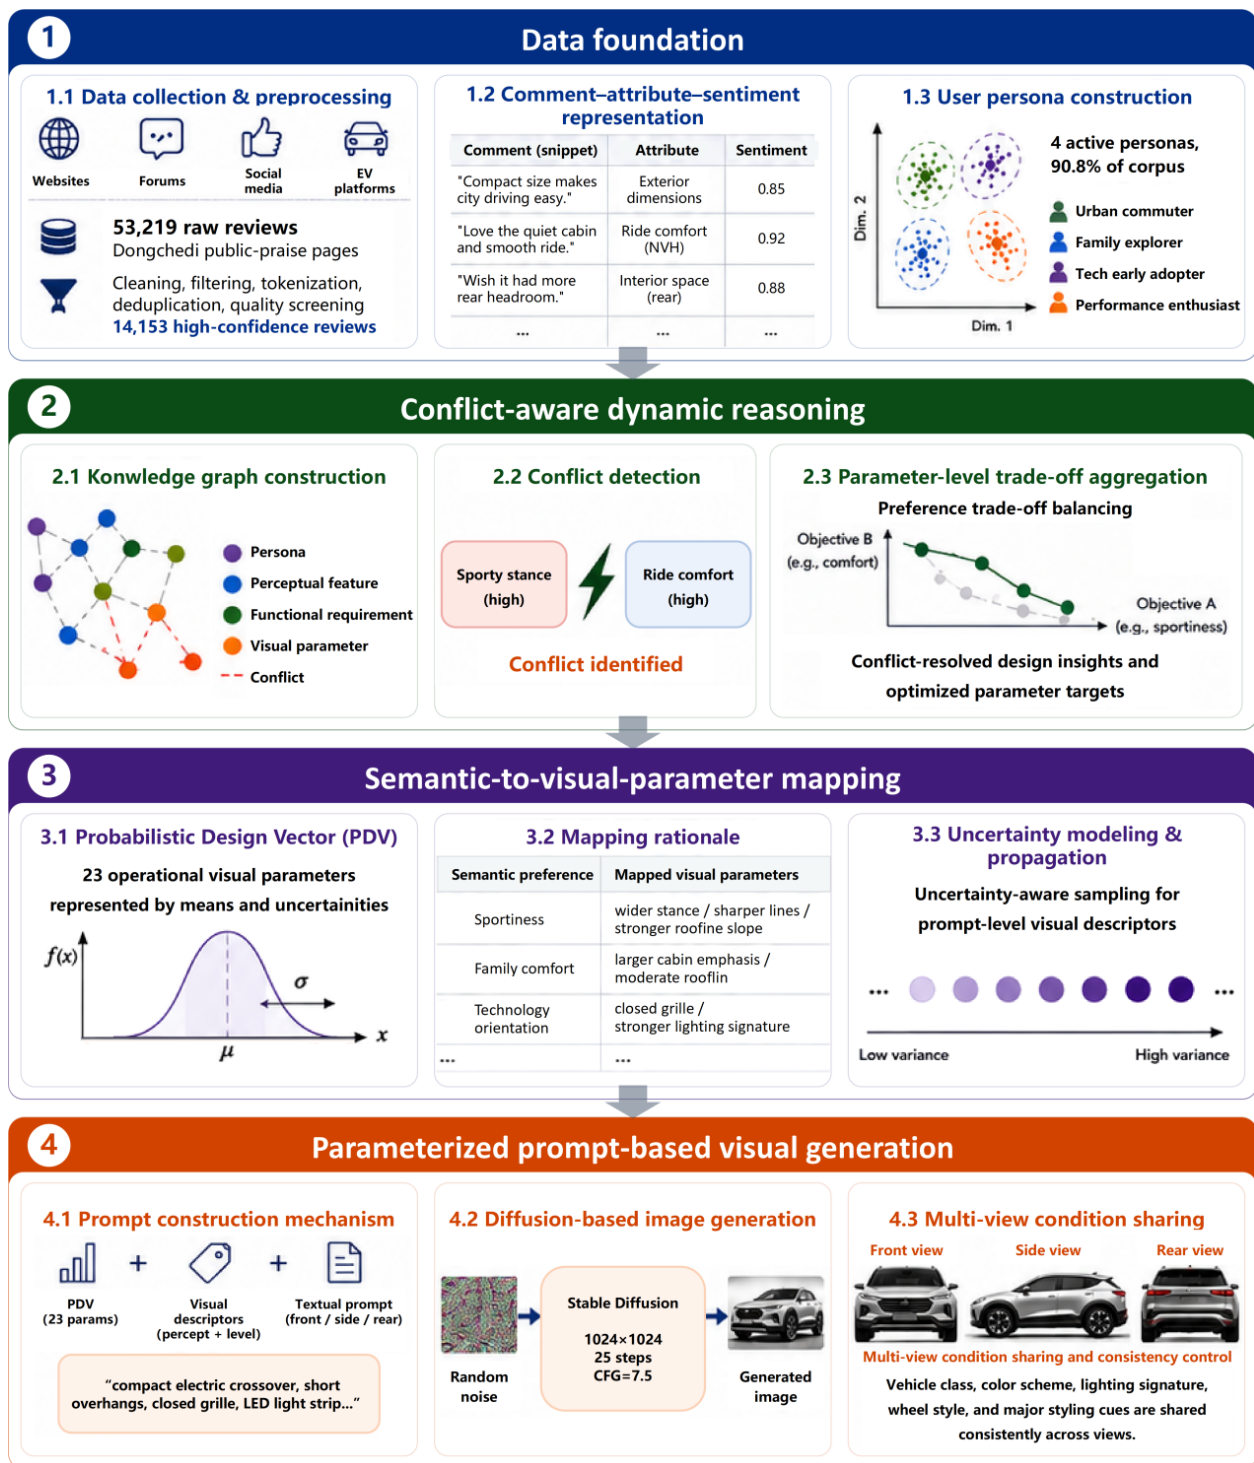 1
Data foundation
1.1 Data collection & preprocessing
Websites
Forums
Social
media
EV
platforms
53,219 raw reviews
Dongchedi public-praise pages
Cleaning, filtering, tokenization,
deduplication, quality screening
14,153 high-confidence reviews
1.2 Comment–attribute–sentiment
representation
Comment (snippet) Attribute Sentiment
"Compact size makes
city driving easy."
Exterior
dimensions
0.85
"Love the quiet cabin
and smooth ride."
Ride comfort
(NVH)
0.92
"Wish it had more
rear headroom."
Interior space
(rear)
0.88
... ... ...
1.3 User persona construction
Dim. 2
Dim. 1
4 active personas,
90.8% of corpus
Urban commuter
Family explorer
Tech early adopter
Performance enthusiast
2
Conflict-aware dynamic reasoning
2.1 Konwledge graph construction
Persona
Perceptual feature
Functional requirement
Visual parameter
Conflict
2.2 Conflict detection
Sporty stance
(high)
Ride comfort
(high)
Conflict identified
2.3 Parameter-level trade-off aggregation
Preference trade-off balancing
Objective B
(e.g., comfort)
Objective A
(e.g., sportiness)
Conflict-resolved design insights and
optimized parameter targets
3
Semantic-to-visual-parameter mapping
3.1 Probabilistic Design Vector (PDV)
23 operational visual parameters
represented by means and uncertainities
f(x)
σ
x
μ
3.2 Mapping rationale
Semantic preference Mapped visual parameters
Sportiness
wider stance / sharper lines /
stronger roofine slope
Family comfort
larger cabin emphasis /
moderate rooflin
Technology
orientation
closed grille /
stronger lighting signature
... ...
3.3 Uncertainty modeling &
propagation
Uncertainty-aware sampling for
prompt-level visual descriptors
... ...
Low variance High variance
4
Parameterized prompt-based visual generation
4.1 Prompt construction mechanism
+ +
PDV
(23 params)
Visual
descriptors
(percept + level)
Textual prompt
(front / side / rear)
“compact electric crossover, short
overhangs, closed grille, LED light strip...”
4.2 Diffusion-based image generation
Random
noise
Stable Diffusion
1024×1024
25 steps
CFG=7.5
Generated
image
4.3 Multi-view condition sharing
Front view Side view Rear view
Multi-view condition sharing and consistency control
Vehicle class, color scheme, lighting signature,
wheel style, and major styling cues are shared
consistently across views.